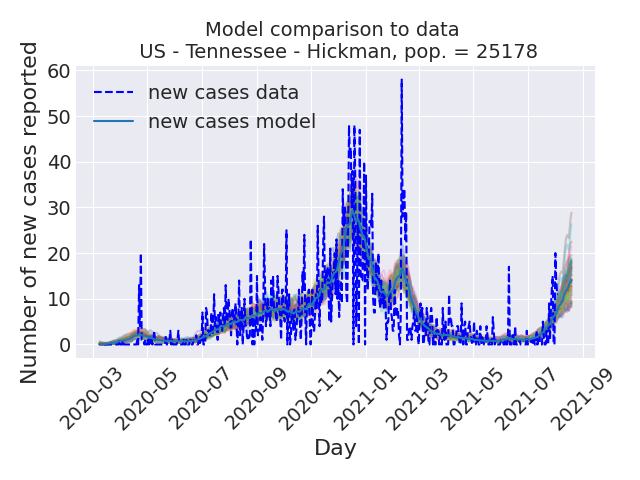 Model comparison to data
US - Tennessee - Hickman, pop. = 25178
Number of new cases reported
60
50
40
30
20
10
0
new cases data
new cases model
2020-03
2020-05
2020-07
2020-09
2020-11
2021-01
2021-03
2021-05
2021-07
2021-09
Day